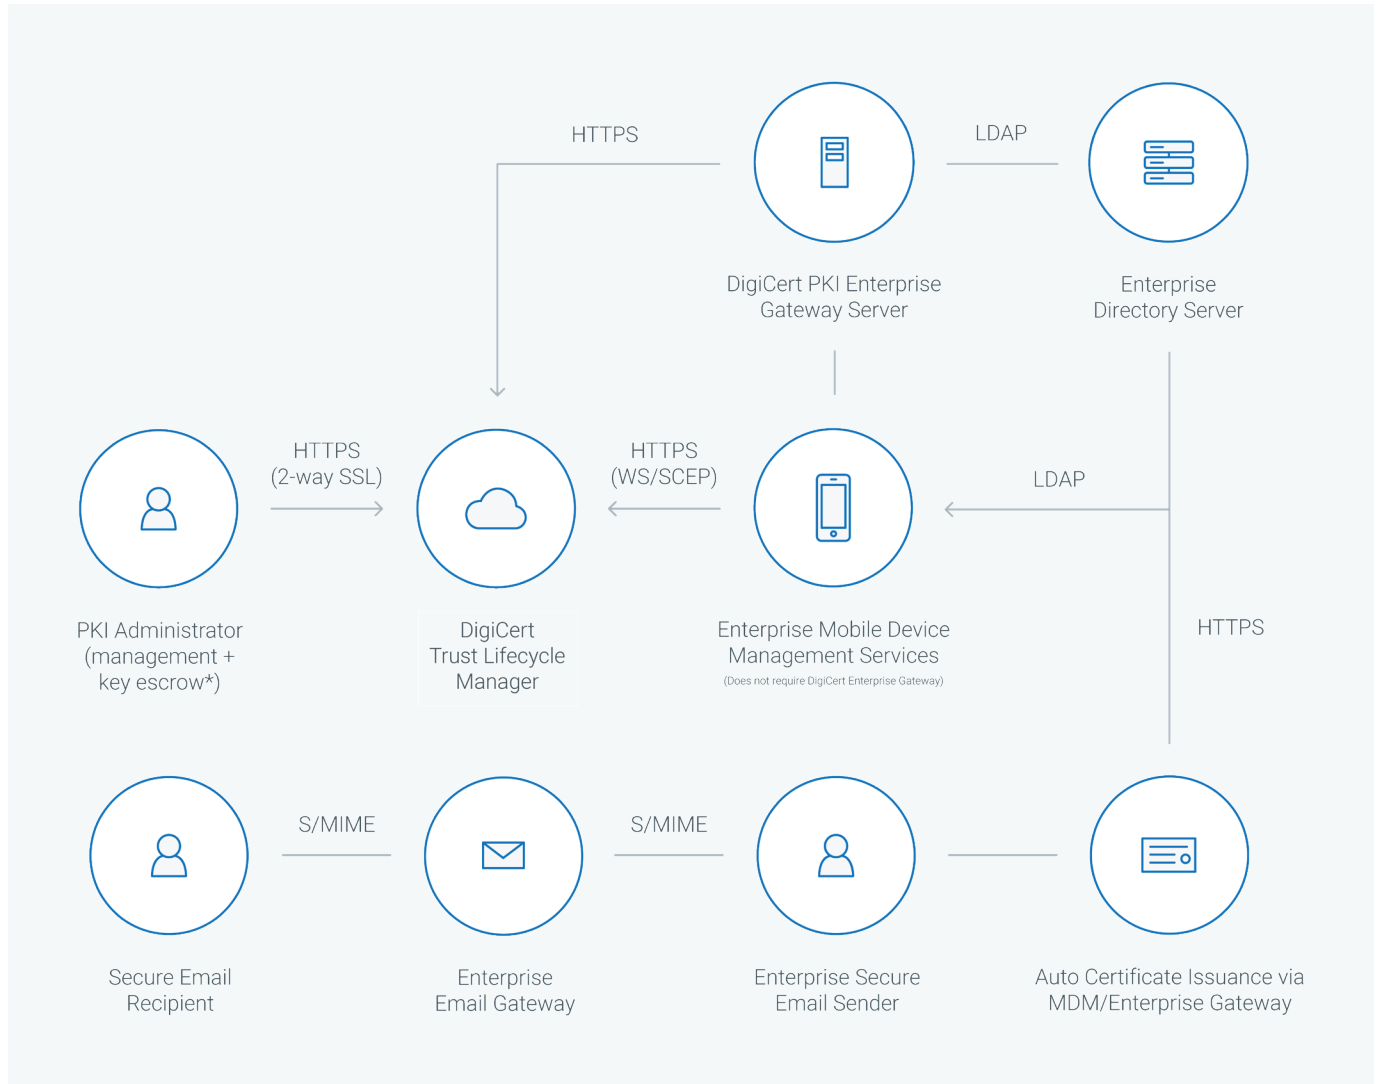 HTTPS
LDAP
DigiCert PKI Enterprise
Gateway Server
Enterprise
Directory Server
HTTPS
(2-way SSL)
HTTPS
(WS/SCEP)
LDAP
PKI Administrator
(management +
key escrow*)
DigiCert
Trust Lifecycle
Manager
Enterprise Mobile Device
Management Services
(Does not require DigiCert Enterprise Gateway)
HTTPS
S/MIME
S/MIME
Secure Email
Recipient
Enterprise
Email Gateway
Enterprise Secure
Email Sender
Auto Certificate Issuance via
MDM/Enterprise Gateway